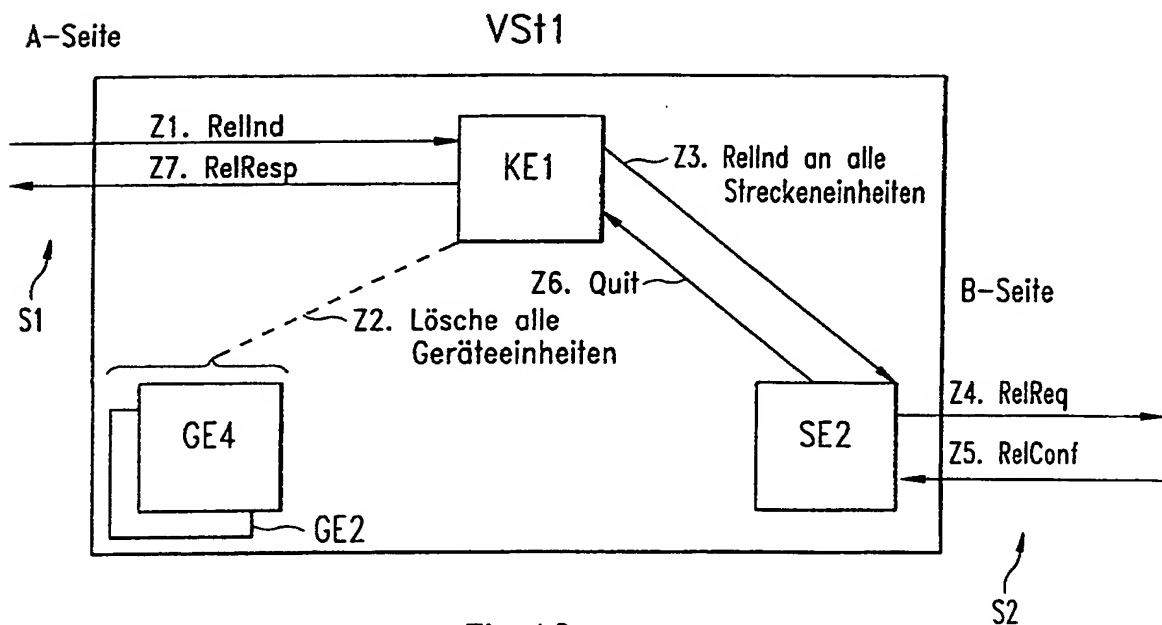 A-Seite
VSt1
Z1. RelInd
Z7. RelResp
KE1
Z3. RelInd an alle
Streckeneinheiten
Z6. Quit
B-Seite
S1
Z2. Lösche alle
Geräteeinheiten
GE4
GE2
SE2
Z4. RelReq
Z5. RelConf
S2